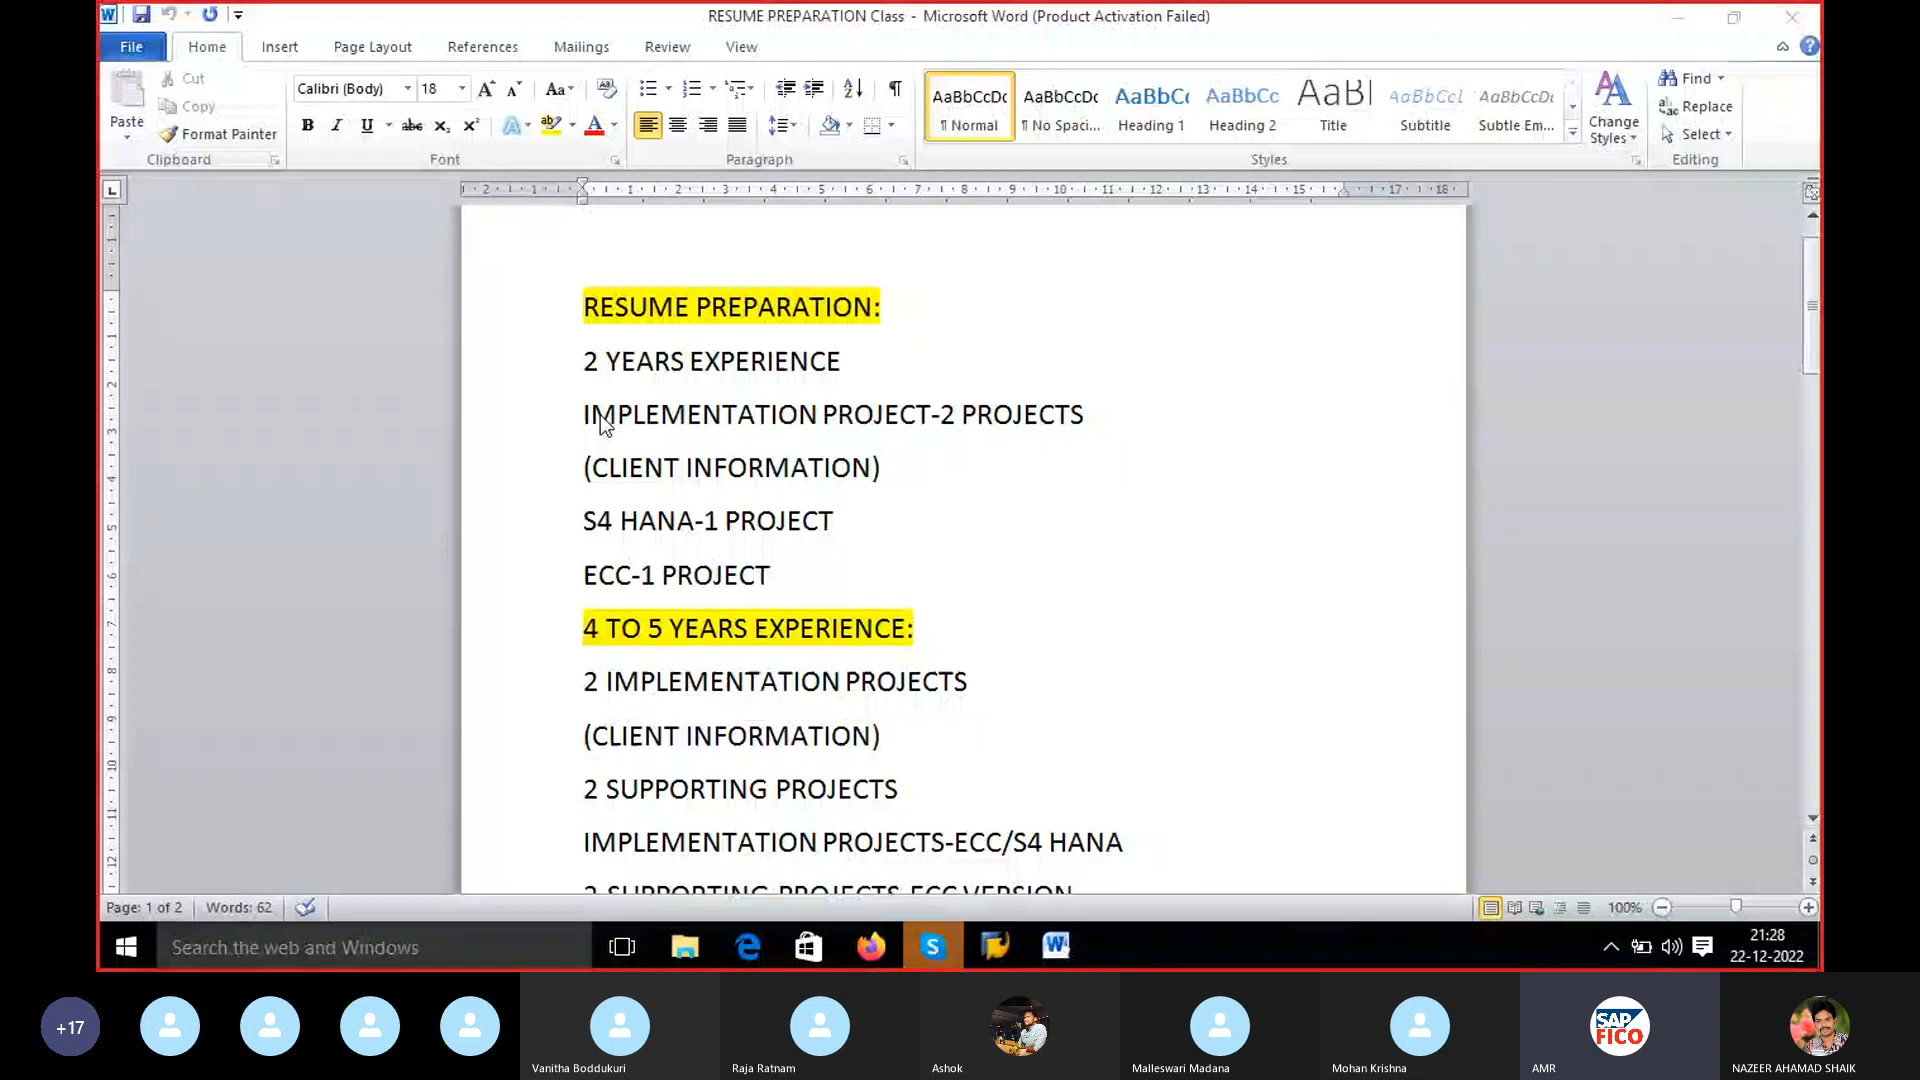 RESUME PREPARATION Class - Microsoft Word (Product Activation Failed)
File Home Insert Page Layout References Mailings Review View
Paste
Cut
Copy
Format Painter
Clipboard
Calibri (Body) 18
Font
Paragraph
AaBbCcDc AaBbCcDc AaBbCc AaBbCc AaBl AaBbCcl AaBbCcDc
¶ Normal ¶ No Spaci... Heading 1 Heading 2 Title Subtitle Subtle Em...
Styles
Change Styles
Find
Replace
Select
Editing
RESUME PREPARATION:
2 YEARS EXPERIENCE
IMPLEMENTATION PROJECT-2 PROJECTS
(CLIENT INFORMATION)
S4 HANA-1 PROJECT
ECC-1 PROJECT
4 TO 5 YEARS EXPERIENCE:
2 IMPLEMENTATION PROJECTS
(CLIENT INFORMATION)
2 SUPPORTING PROJECTS
IMPLEMENTATION PROJECTS-ECC/S4 HANA
2 SUPPORTING PROJECTS-ECC VERSION
Page: 1 of 2 Words: 62 100%
Search the web and Windows
21:28
22-12-2022
+17
SAP
FICO
Vanitha Boddukuri Raja Ratnam Ashok Malleswari Madana Mohan Krishna AMR NAZEER AHAMAD SHAIK